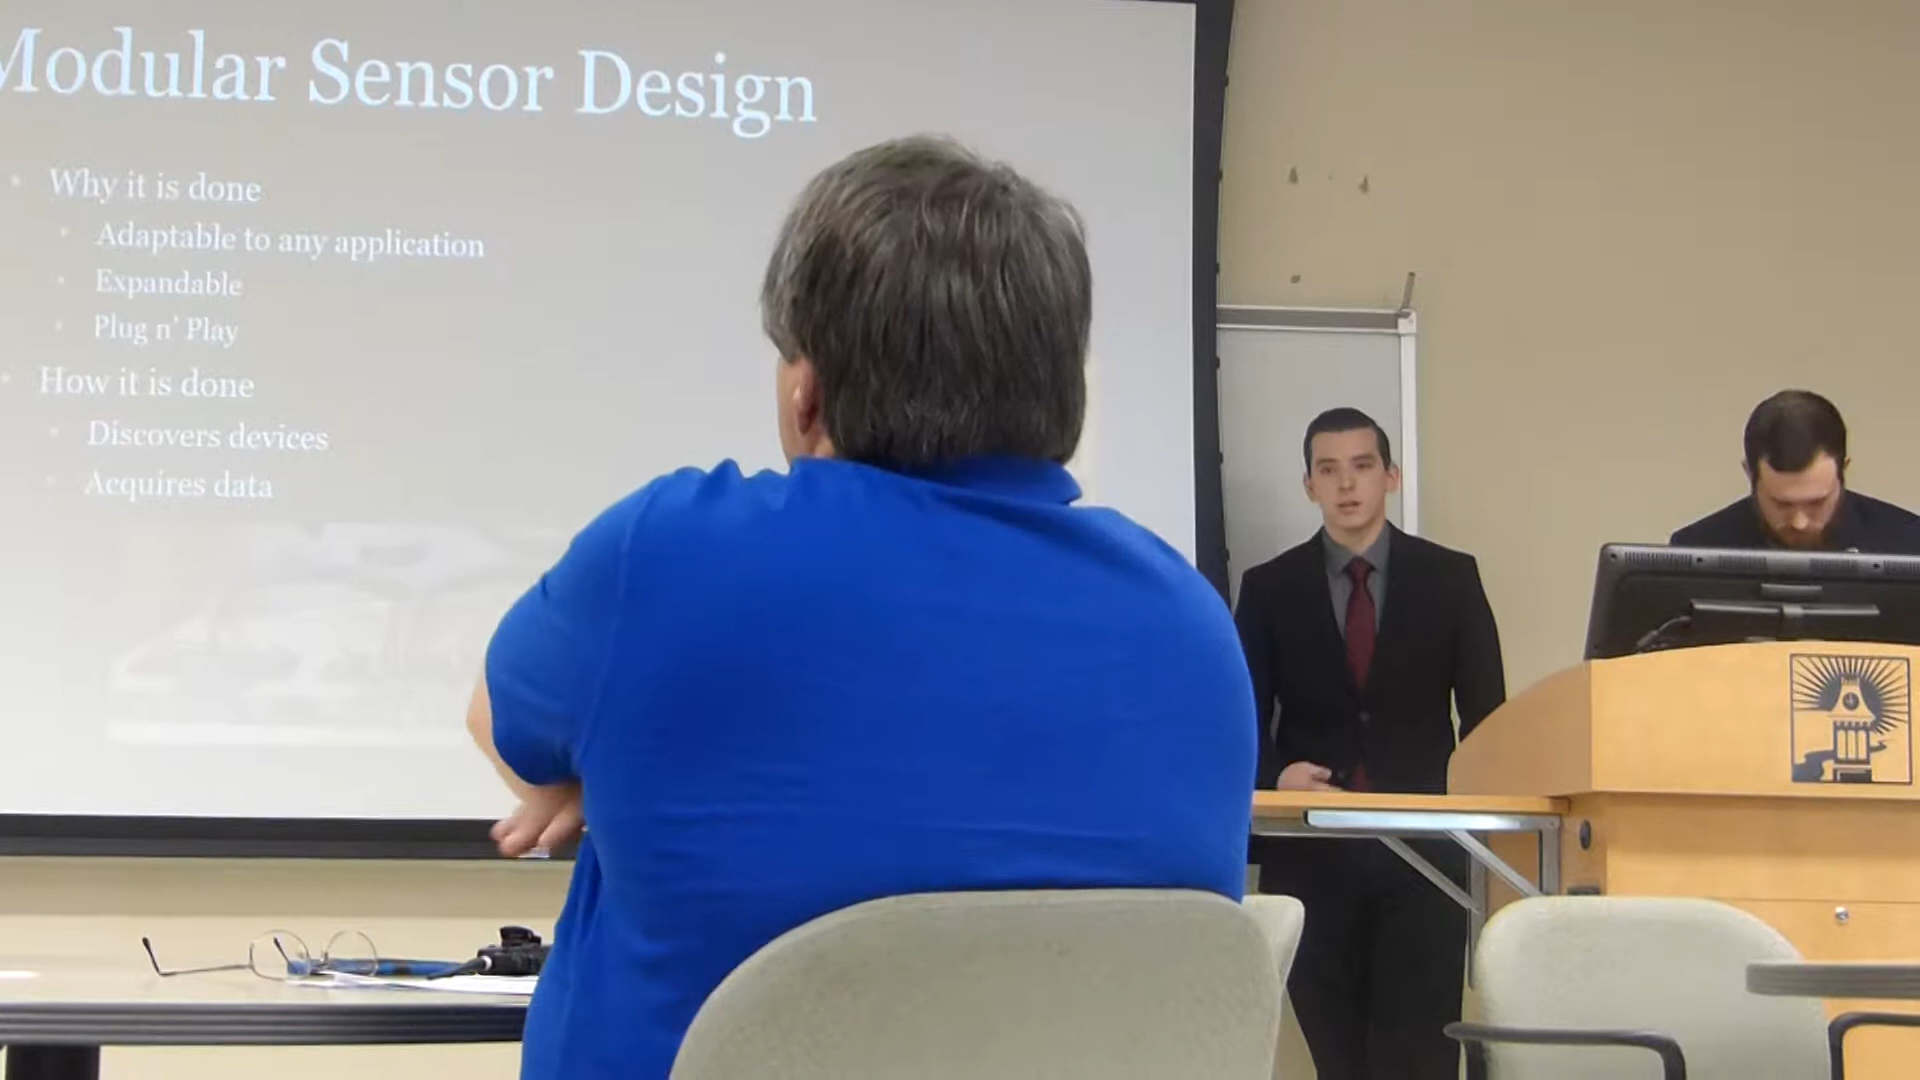 Modular Sensor Design
Why it is done
Adaptable to any application
Expandable
Plug n' Play
How it is done
Discovers devices
Acquires data